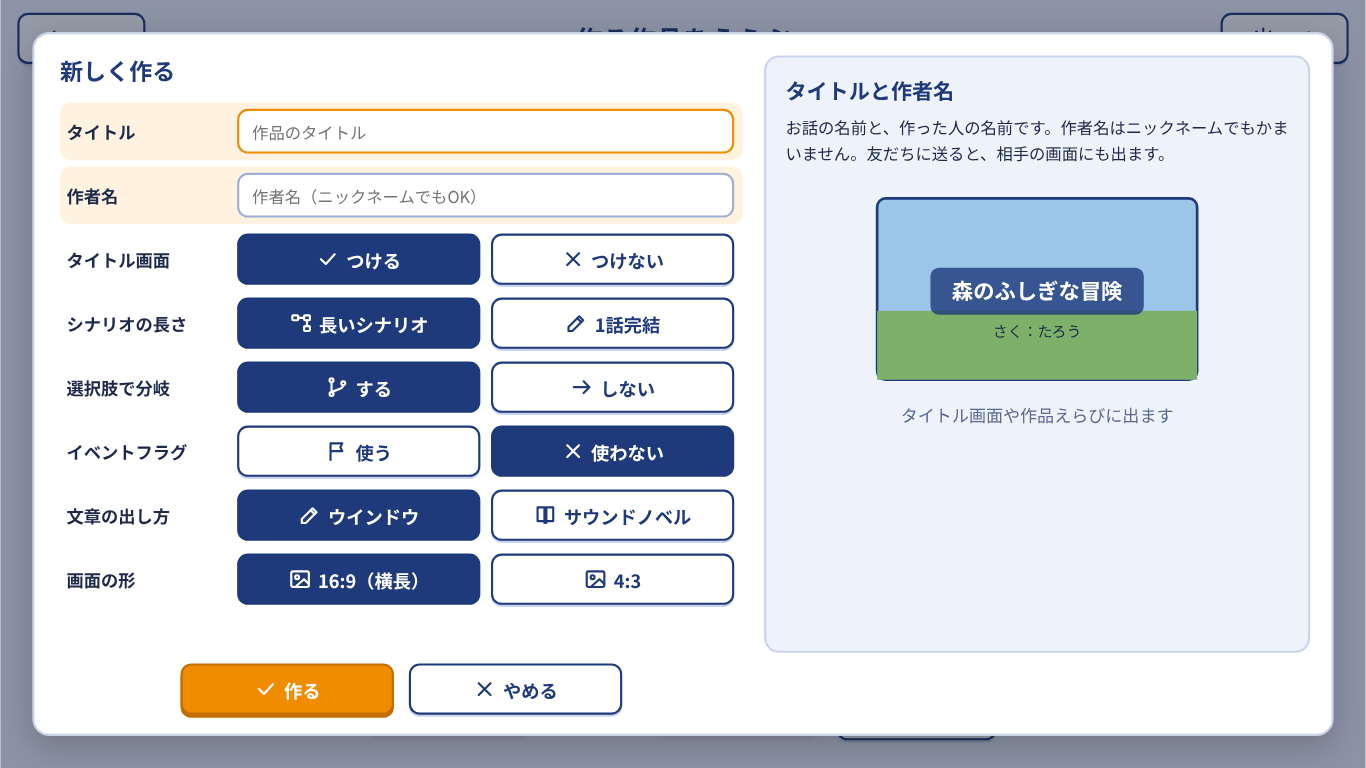 新しく作る
タイトル
作品のタイトル
作者名
作者名（ニックネームでもOK）
タイトル画面
つける
つけない
シナリオの長さ
長いシナリオ
1話完結
選択肢で分岐
する
しない
イベントフラグ
使う
使わない
文章の出し方
ウインドウ
サウンドノベル
画面の形
16:9（横長）
4:3
作る
やめる
タイトルと作者名
お話の名前と、作った人の名前です。作者名はニックネームでもかま
いません。友だちに送ると、相手の画面にも出ます。
森のふしぎな冒険
さく：たろう
タイトル画面や作品えらびに出ます